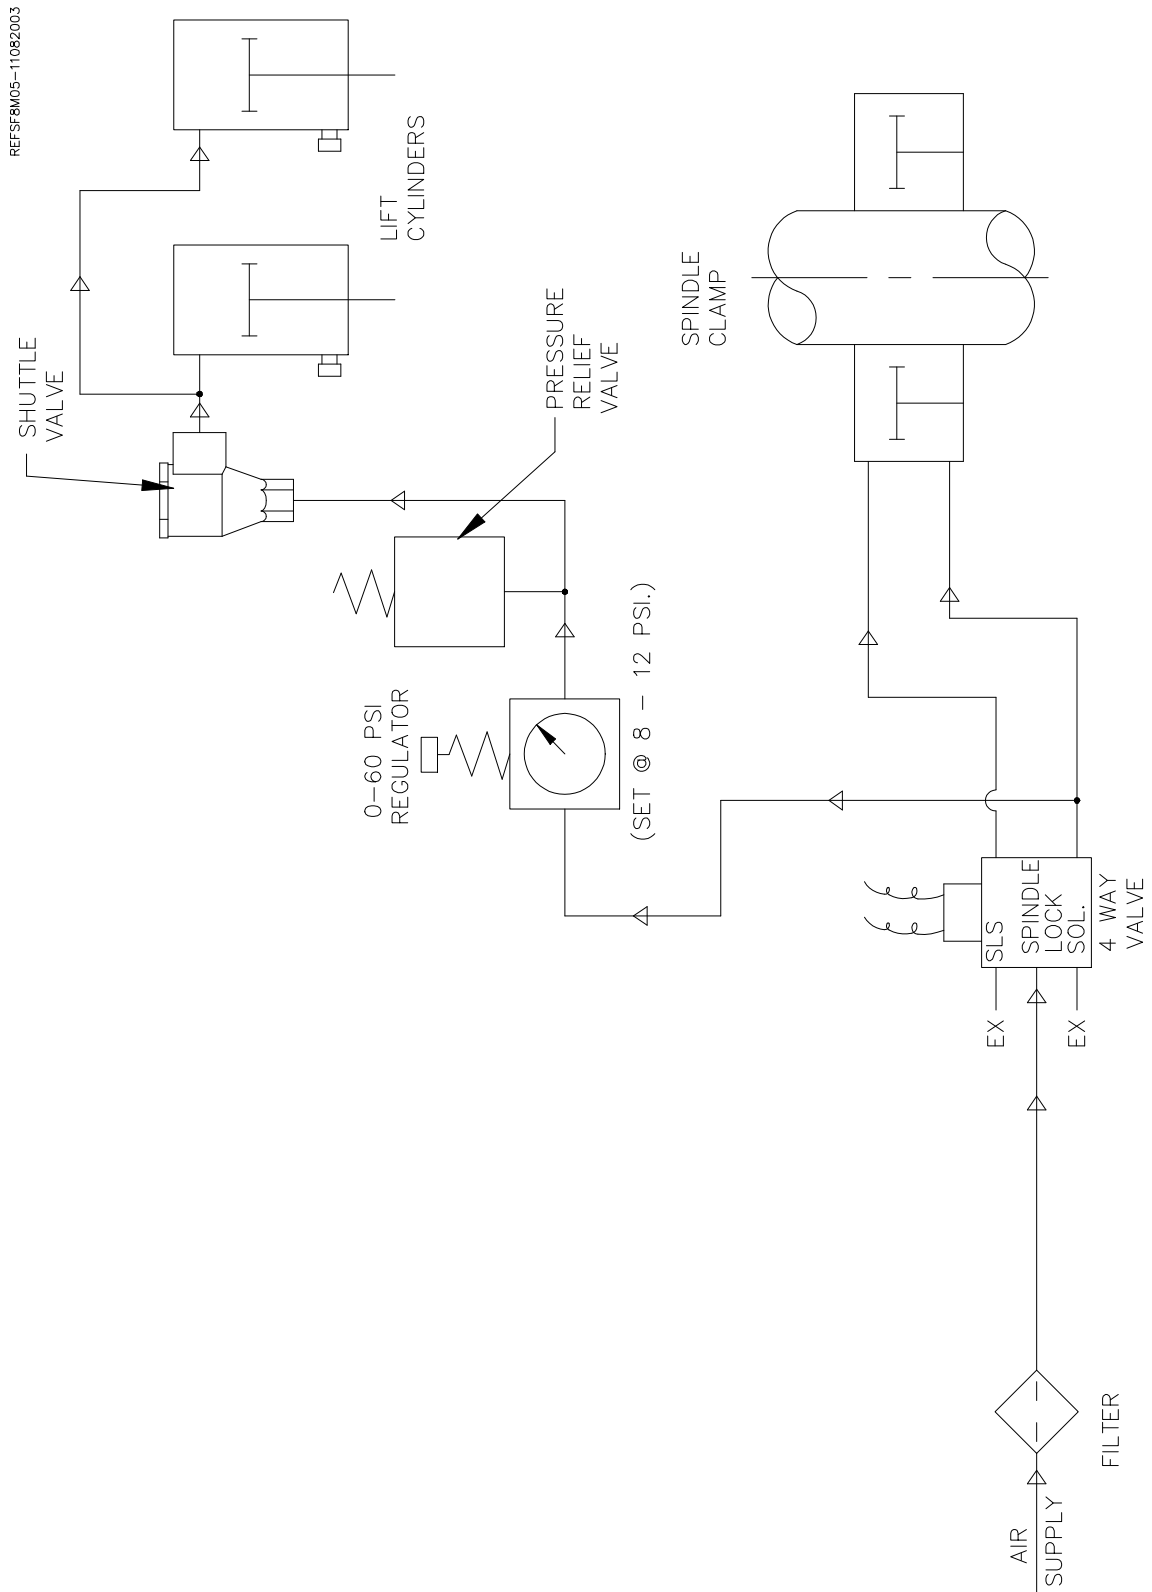 REFSF8M05-11082003
SHUTTLE
VALVE
LIFT
CYLINDERS
PRESSURE
RELIEF
VALVE
0-60 PSI
REGULATOR
(SET @ 8 - 12 PSI.)
SPINDLE
CLAMP
SLS
SPINDLE
LOCK
SOL.
4 WAY
VALVE
EX
EX
FILTER
AIR
SUPPLY